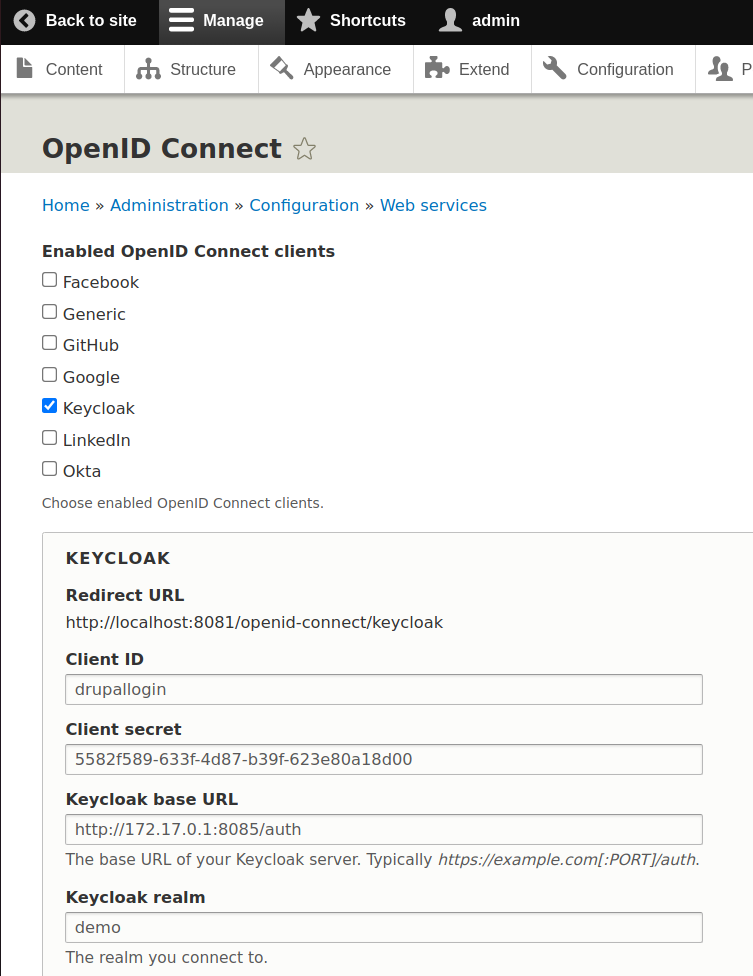 Back to site Manage Shortcuts admin
Content Structure Appearance Extend Configuration P
OpenID Connect
Home » Administration » Configuration » Web services
Enabled OpenID Connect clients
Facebook
Generic
GitHub
Google
Keycloak
LinkedIn
Okta
Choose enabled OpenID Connect clients.
KEYCLOAK
Redirect URL
http://localhost:8081/openid-connect/keycloak
Client ID
drupallogin
Client secret
5582f589-633f-4d87-b39f-623e80a18d00
Keycloak base URL
http://172.17.0.1:8085/auth
The base URL of your Keycloak server. Typically https://example.com[:PORT]/auth.
Keycloak realm
demo
The realm you connect to.